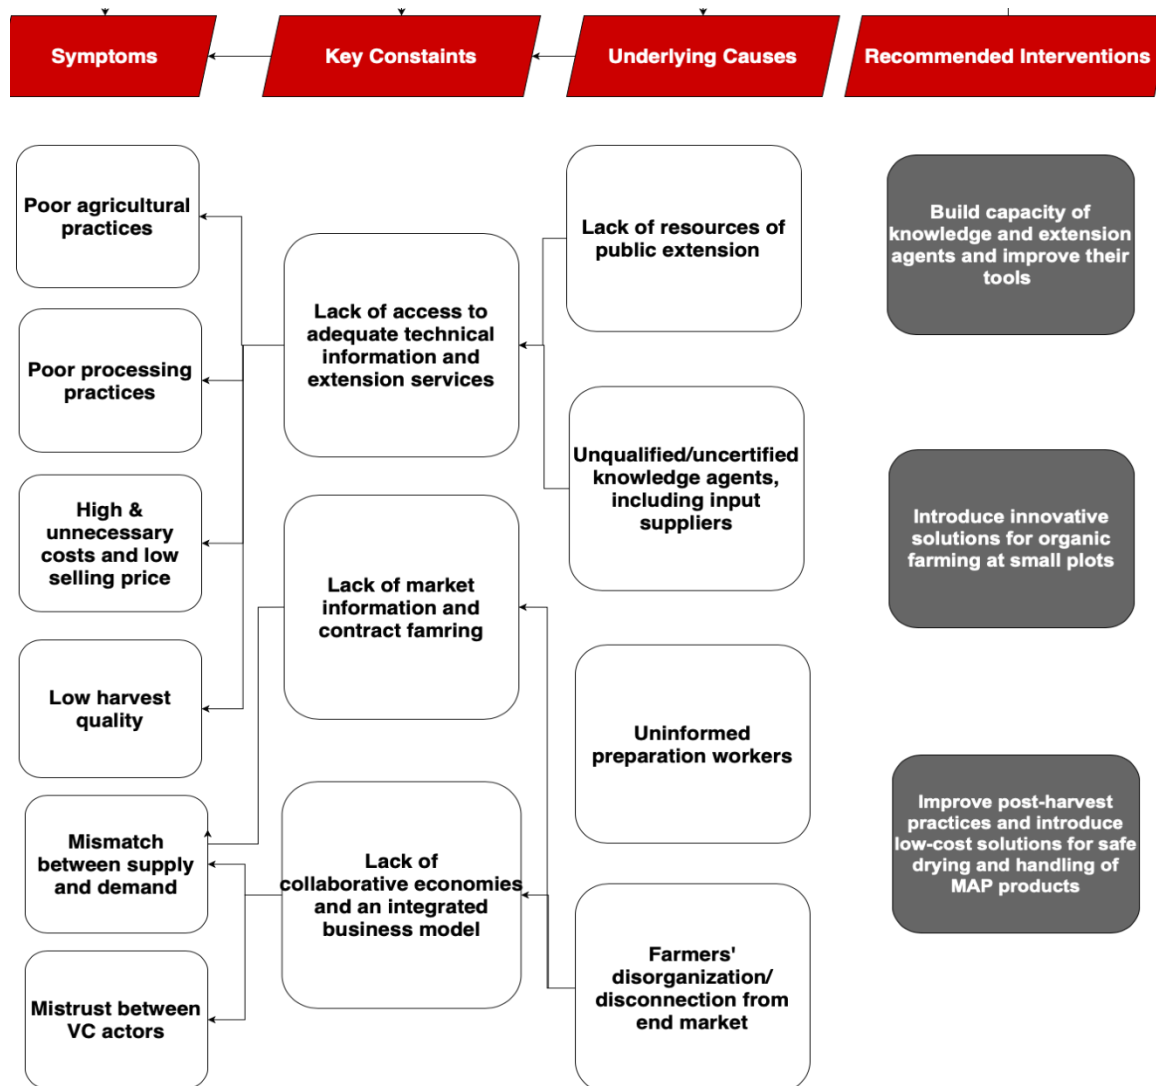 Symptoms
Key Constaints
Underlying Causes
Recommended Interventions
Poor agricultural
practices
Poor processing
practices
High &
unnecessary
costs and low
selling price
Low harvest
quality
Mismatch
between supply
and demand
Mistrust between
VC actors
Lack of access to
adequate technical
information and
extension services
Lack of market
information and
contract famring
Lack of
collaborative economies
and an integrated
business model
Lack of resources of
public extension
Unqualified/uncertified
knowledge agents,
including input
suppliers
Uninformed
preparation workers
Farmers'
disorganization/
disconnection from
end market
Build capacity of
knowledge and extension
agents and improve their
tools
Introduce innovative
solutions for organic
farming at small plots
Improve post-harvest
practices and introduce
low-cost solutions for safe
drying and handling of
MAP products